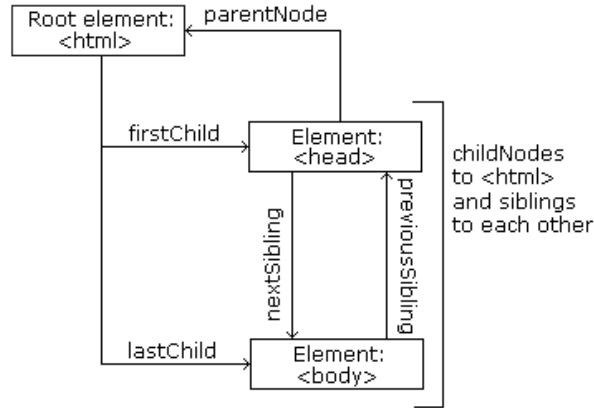 Root element:
<html>
parentNode
firstChild
Element:
<head>
childNodes
to <html>
and siblings
to each other
nextSibling
previousSibling
lastChild
Element:
<body>